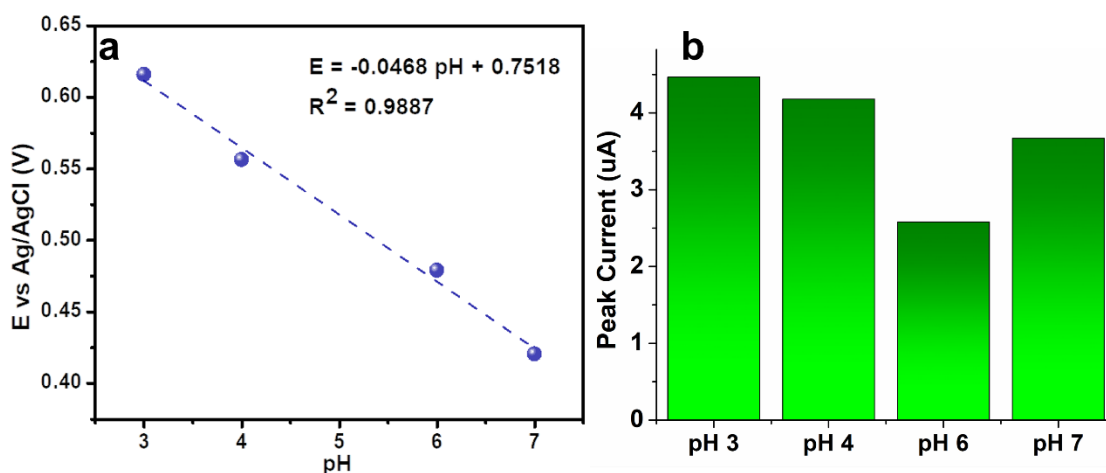 a
E = -0.0468 pH + 0.7518
R² = 0.9887
E vs Ag/AgCl (V)
0.65
0.60
0.55
0.50
0.45
0.40
3 4 5 6 7
pH
b
Peak Current (uA)
4
3
2
1
0
pH 3 pH 4 pH 6 pH 7